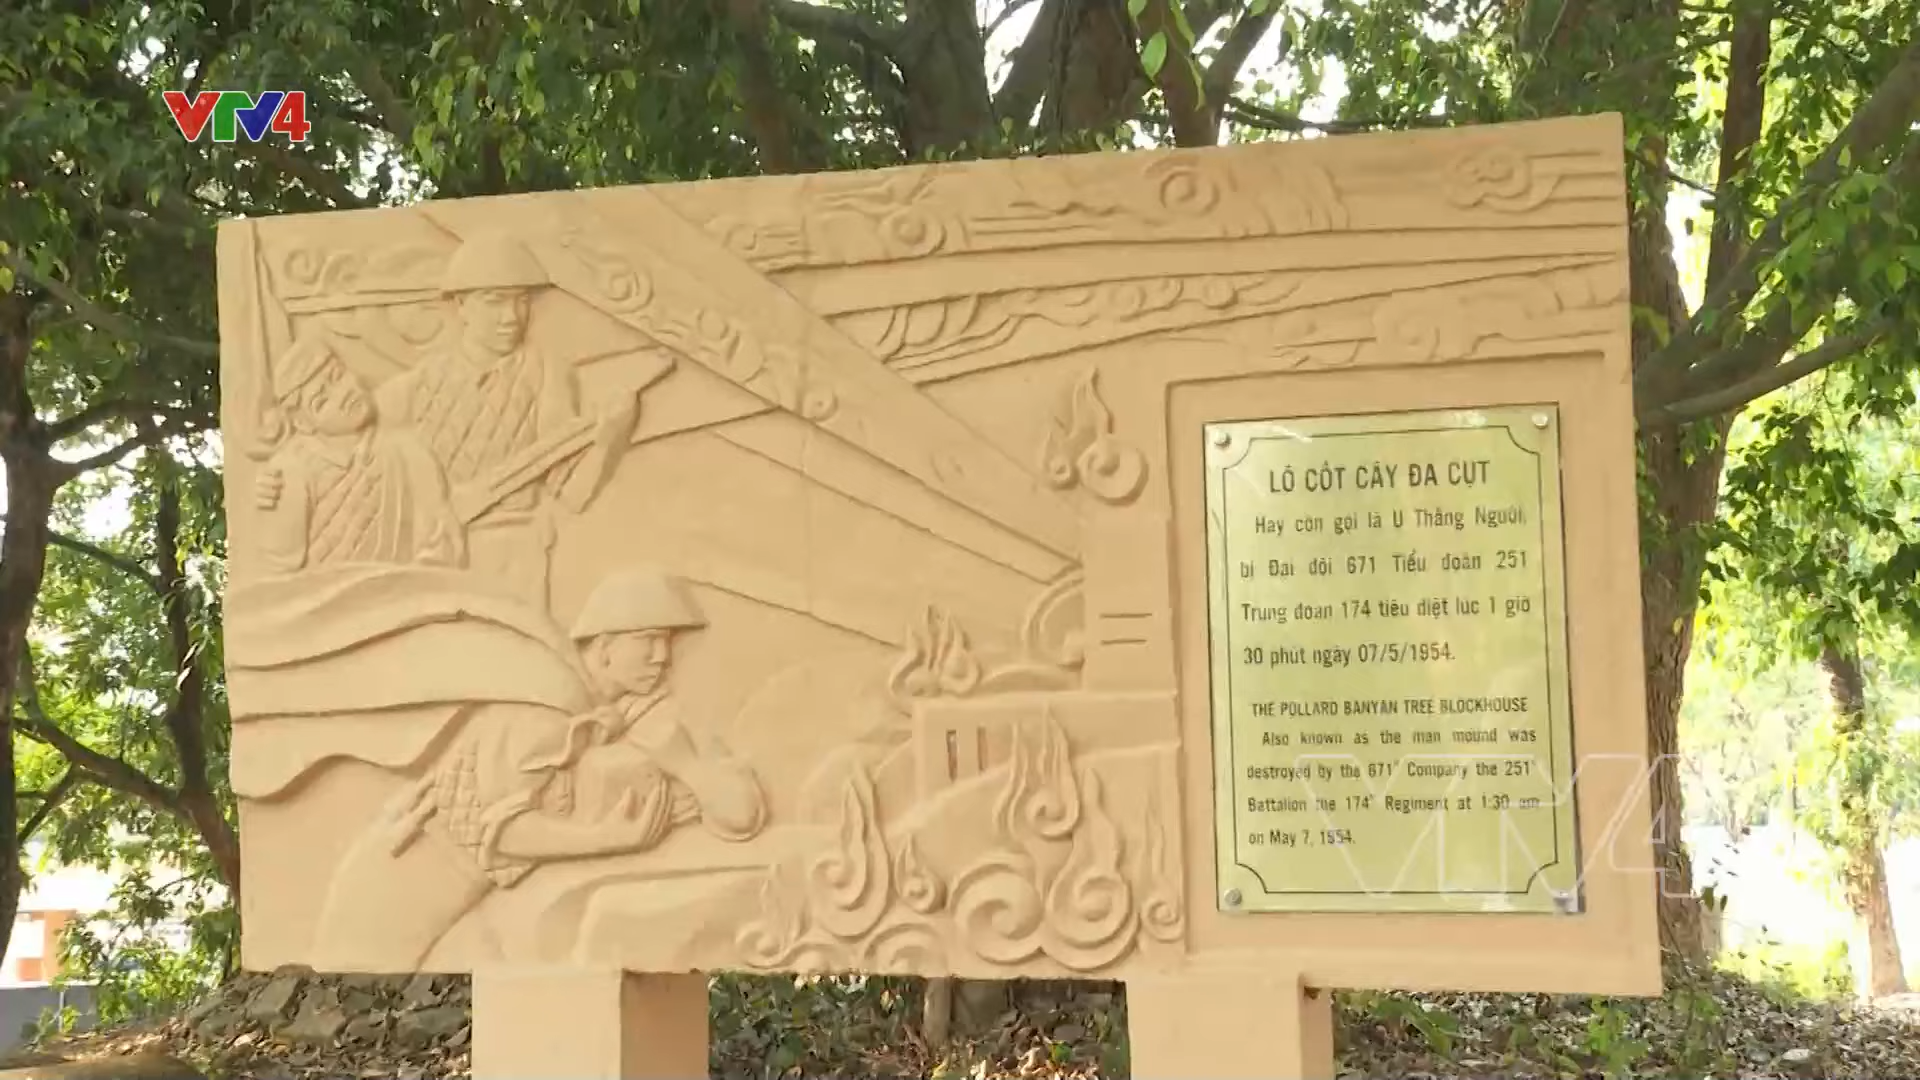 VTV4
LÔ CỐT CÂY ĐA CỤT
Hay còn gọi là U Thằng Người,
bị Đại đội 671 Tiểu đoàn 251
Trung đoàn 174 tiêu diệt lúc 1 giờ
30 phút ngày 07/5/1954.
THE POLLARD BANYAN TREE BLOCKHOUSE
Also known as the man mound was
destroyed by the 671st Company the 251st
Battalion the 174th Regiment at 1:30 am
on May 7, 1954.
VTV4